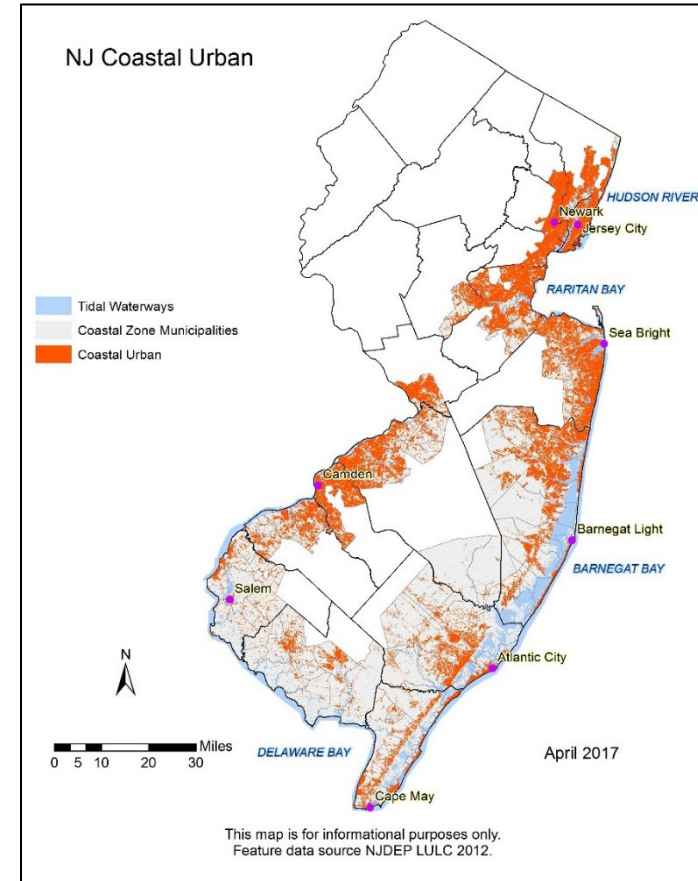 NJ Coastal Urban
HUDSON RIVER
Newark
Jersey City
RARITAN BAY
Tidal Waterways
Coastal Zone Municipalities
Coastal Urban
Sea Bright
Camden
Barnegat Light
BARNEGAT BAY
Salem
N
Atlantic City
Miles
0 5 10 20 30
DELAWARE BAY
April 2017
Cape May
This map is for informational purposes only.
Feature data source NJDEP LULC 2012.